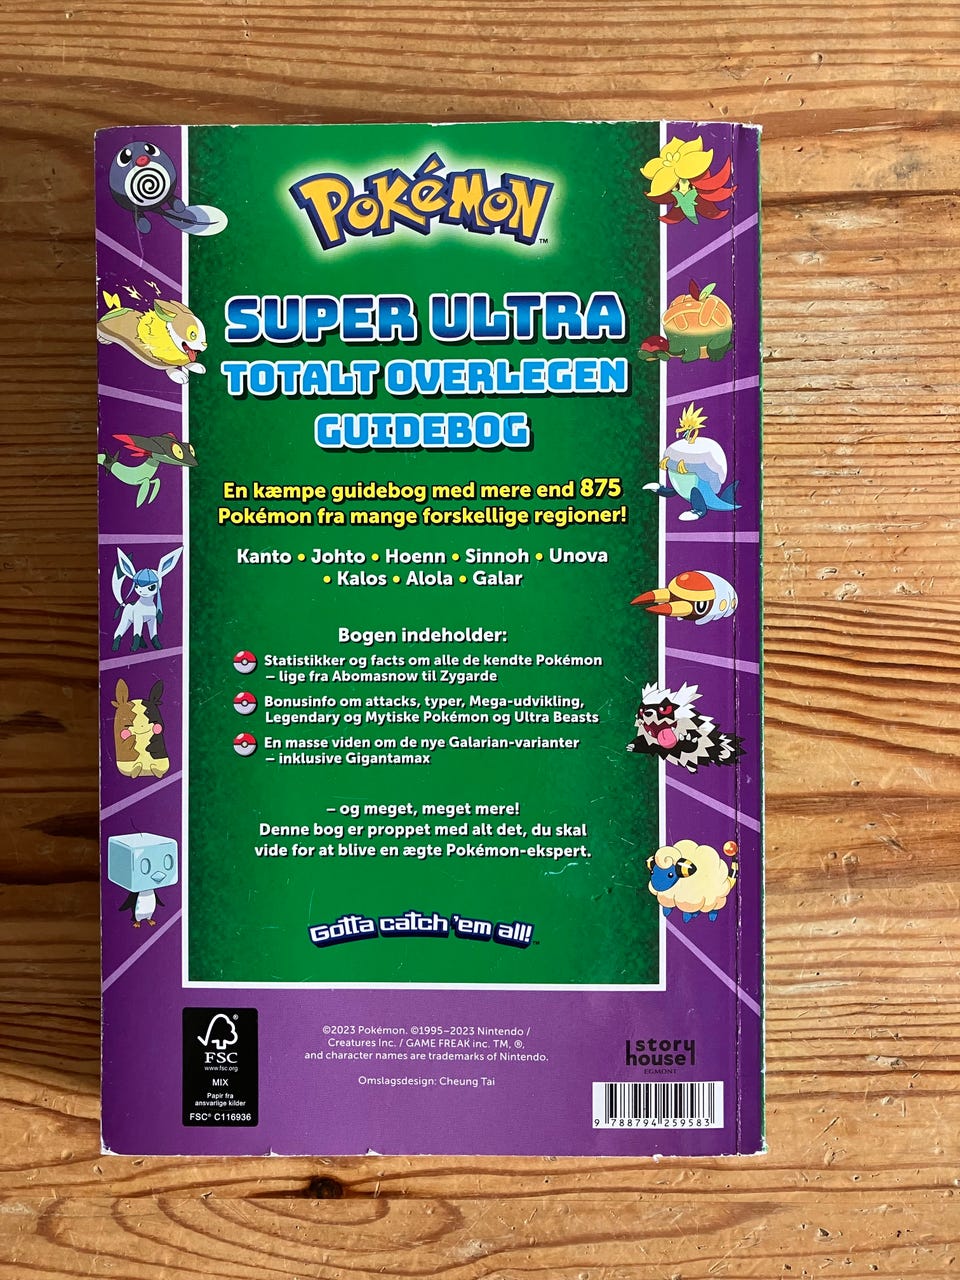 POKÉMON™
SUPER ULTRA
TOTALT OVERLEGEN
GUIDEBOG
En kæmpe guidebog med mere end 875
Pokémon fra mange forskellige regioner!
Kanto • Johto • Hoenn • Sinnoh • Unova
• Kalos • Alola • Galar
Bogen indeholder:
Statistikker og facts om alle de kendte Pokémon
– lige fra Abomasnow til Zygarde
Bonusinfo om attacks, typer, Mega-udvikling,
Legendary og Mytiske Pokémon og Ultra Beasts
En masse viden om de nye Galarian-varianter
– inklusive Gigantamax
– og meget, meget mere!
Denne bog er proppet med alt det, du skal
vide for at blive en ægte Pokémon-ekspert.
Gotta catch 'em all!™
FSC
www.fsc.org
MIX
Papir fra
ansvarlige kilder
FSC® C116936
©2023 Pokémon. ©1995–2023 Nintendo /
Creatures Inc. / GAME FREAK inc. TM, ®,
and character names are trademarks of Nintendo.
Omslagsdesign: Cheung Tai
story
house
EGMONT
9 788794 259583